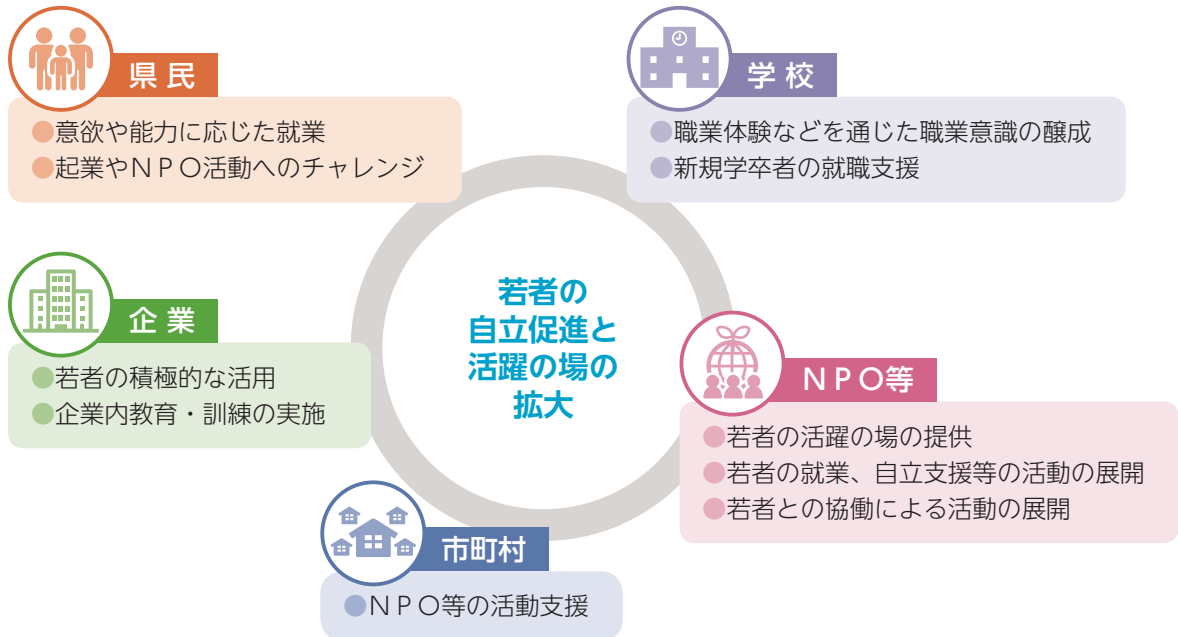 県民
●意欲や能力に応じた就業
●起業やＮＰＯ活動へのチャレンジ
学校
●職業体験などを通じた職業意識の醸成
●新規学卒者の就職支援
企業
●若者の積極的な活用
●企業内教育・訓練の実施
若者の
自立促進と
活躍の場の
拡大
ＮＰＯ等
●若者の活躍の場の提供
●若者の就業、自立支援等の活動の展開
●若者との協働による活動の展開
市町村
●ＮＰＯ等の活動支援